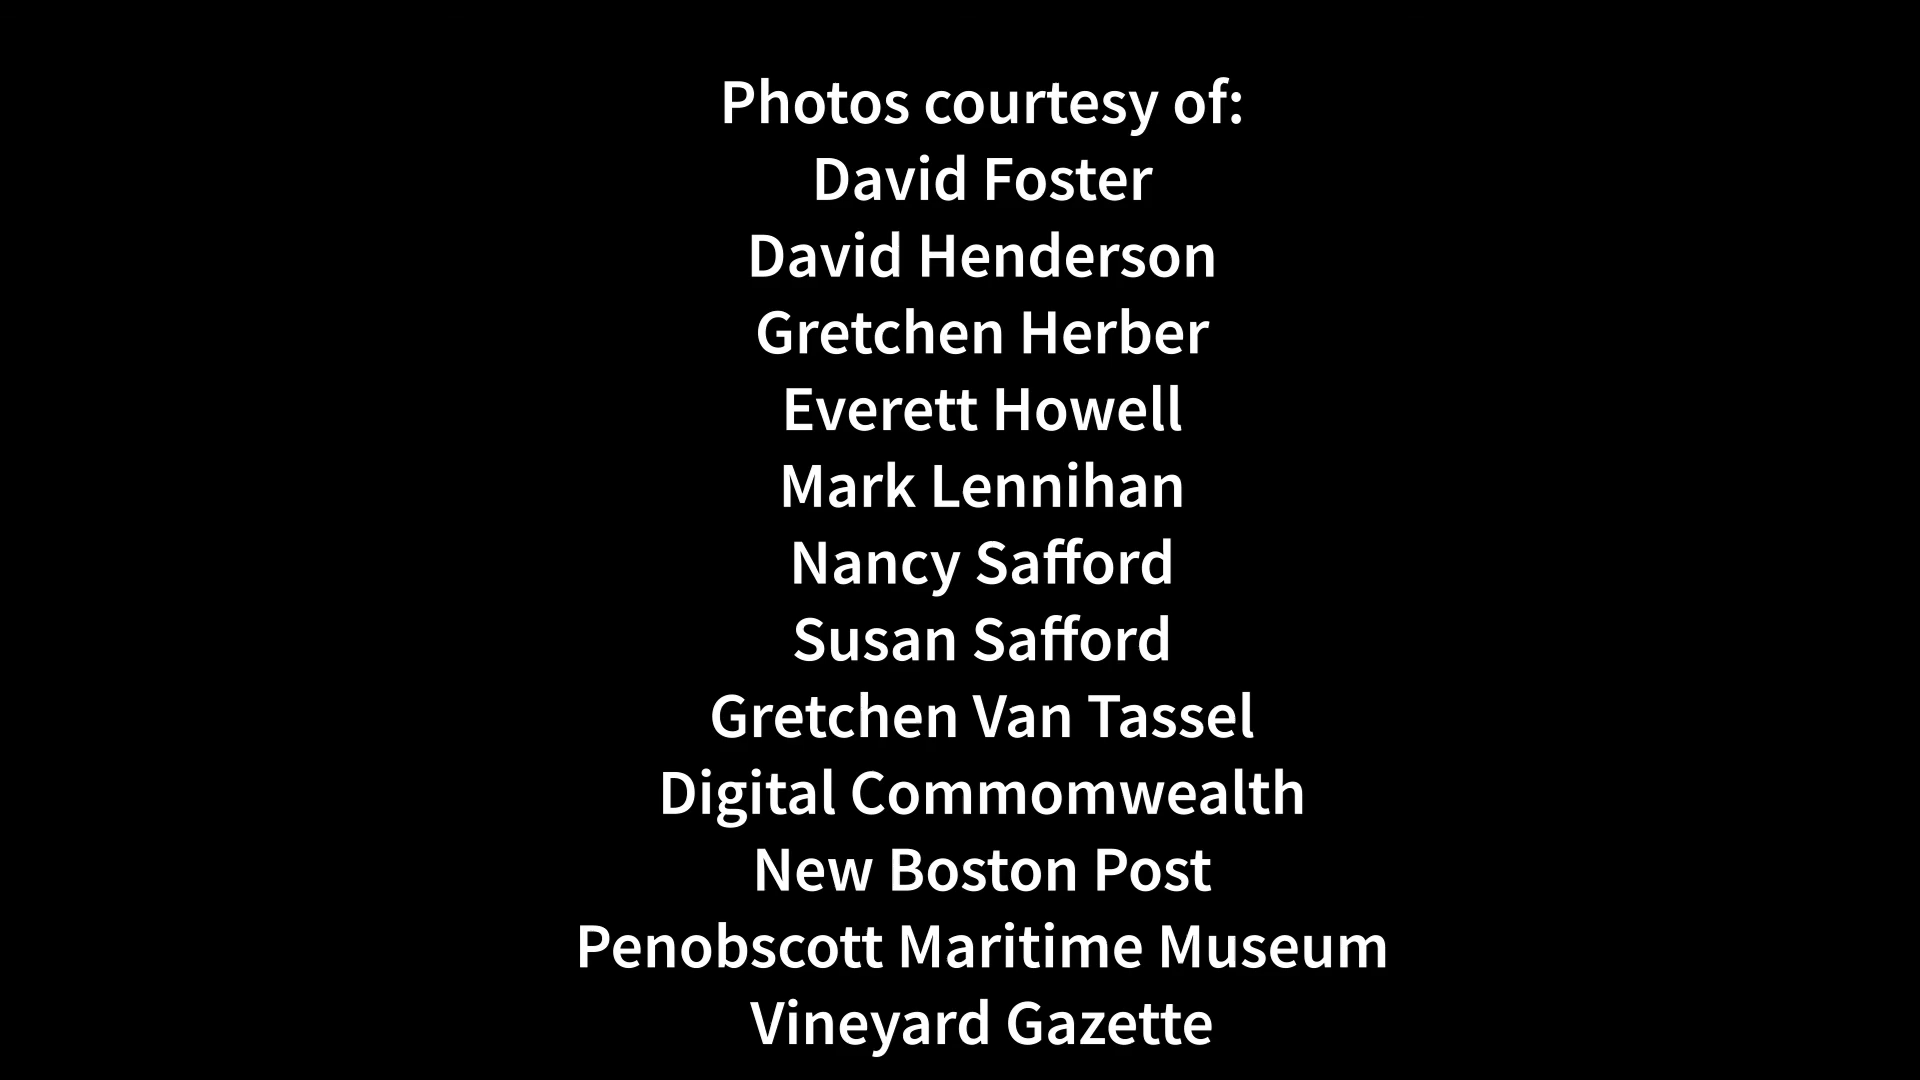 Photos courtesy of:
David Foster
David Henderson
Gretchen Herber
Everett Howell
Mark Lennihan
Nancy Safford
Susan Safford
Gretchen Van Tassel
Digital Commomwealth
New Boston Post
Penobscott Maritime Museum
Vineyard Gazette